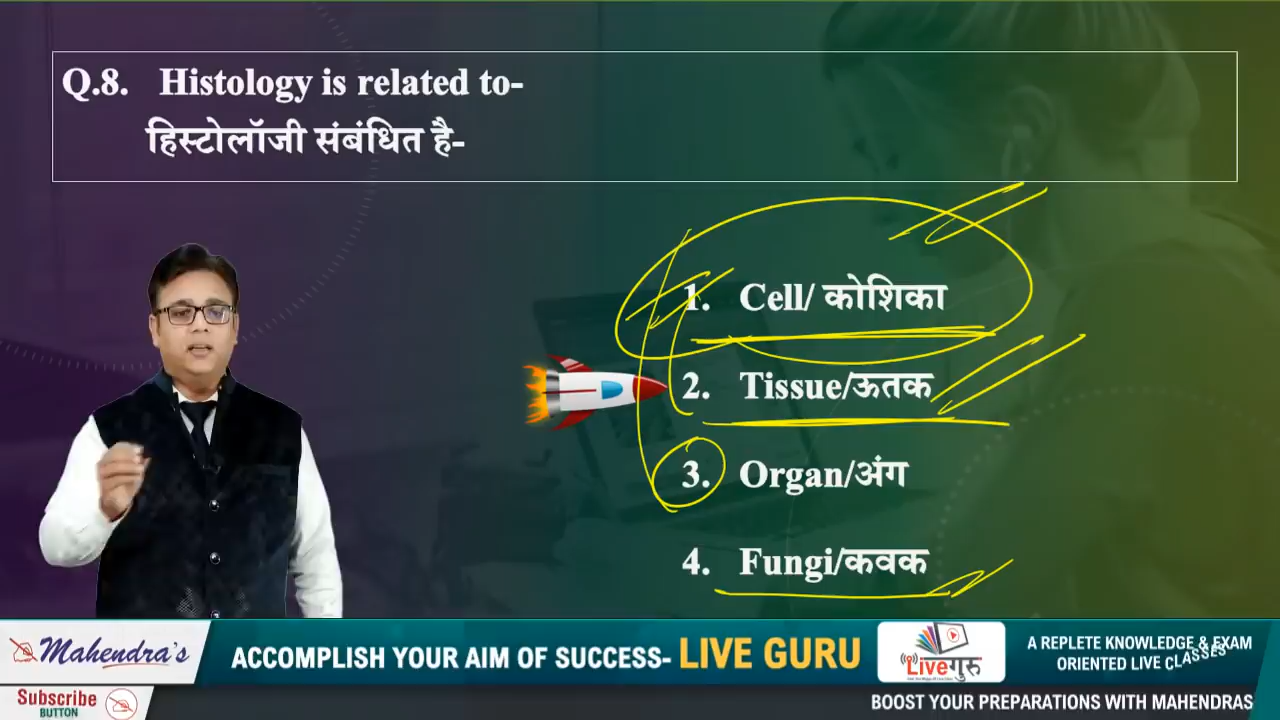 Q.8. Histology is related to-
हिस्टोलॉजी संबंधित है-
1. Cell/ कोशिका
2. Tissue/ऊतक
3. Organ/अंग
4. Fungi/कवक
Mahendra's
Subscribe
BUTTON
ACCOMPLISH YOUR AIM OF SUCCESS- LIVE GURU
Liveगुरु
A REPLETE KNOWLEDGE & EXAM
ORIENTED LIVE CLASSES
BOOST YOUR PREPARATIONS WITH MAHENDRAS